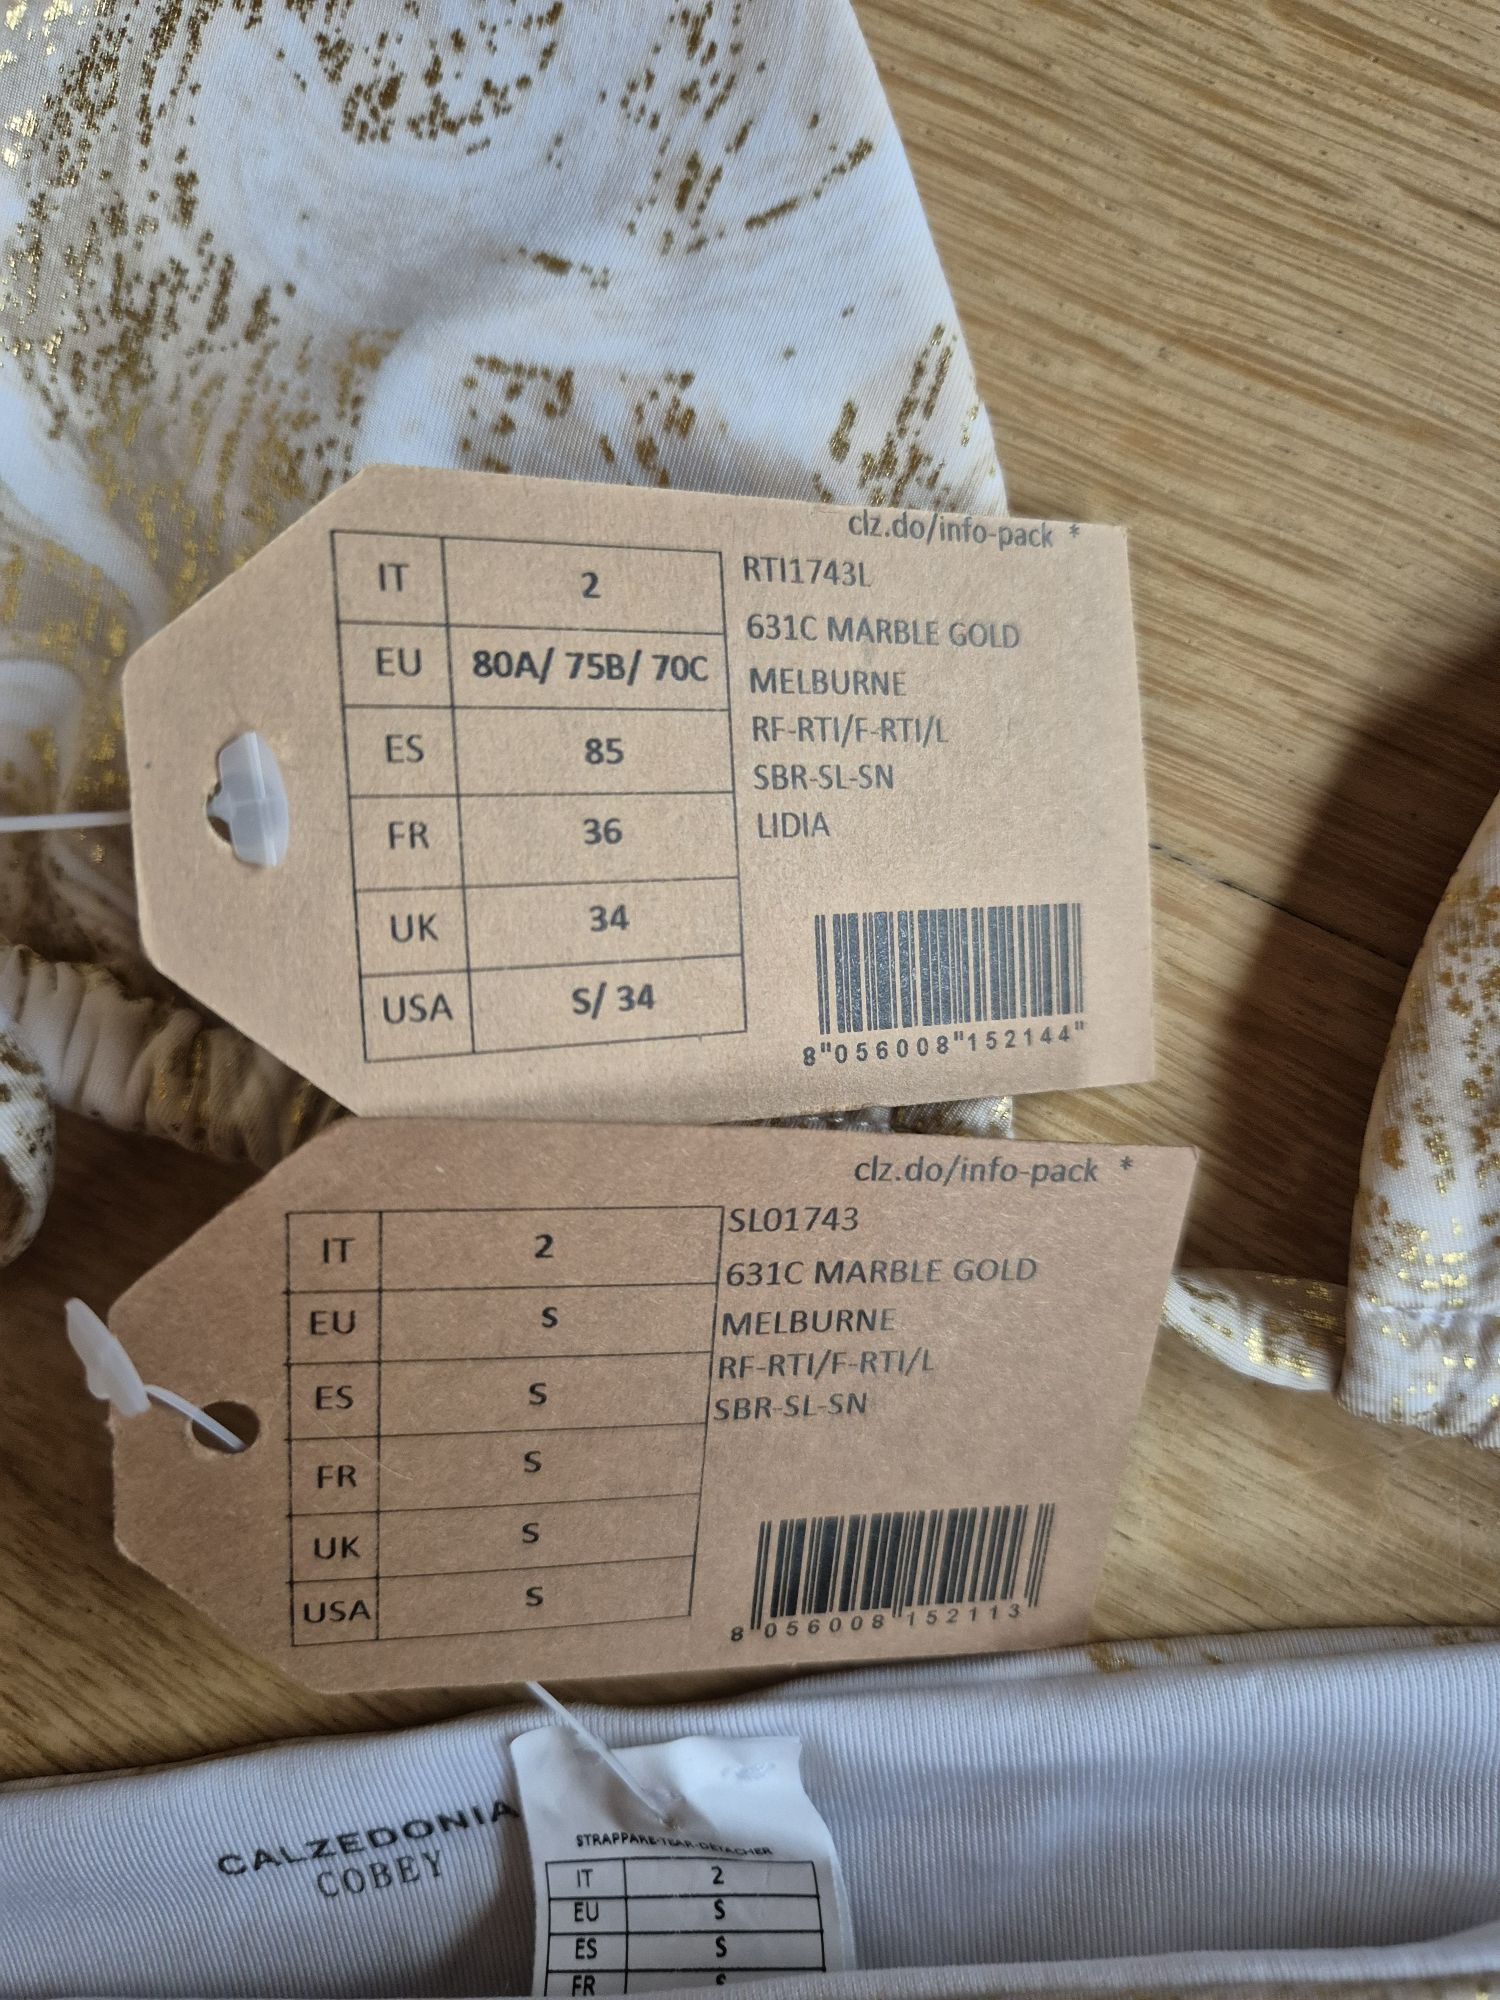 clz.do/info-pack *
IT 2
EU 80A/ 75B/ 70C
ES 85
FR 36
UK 34
USA S/ 34
RTI1743L
631C MARBLE GOLD
MELBURNE
RF-RTI/F-RTI/L
SBR-SL-SN
LIDIA
8"056008"152144"
clz.do/info-pack *
IT 2
EU S
ES S
FR S
UK S
USA S
SLO1743
631C MARBLE GOLD
MELBURNE
RF-RTI/F-RTI/L
SBR-SL-SN
8"056008"152113"
CALZEDONIA
COBEY
STRAPPARE-TEAR-DETACHER
IT 2
EU S
ES S
FR